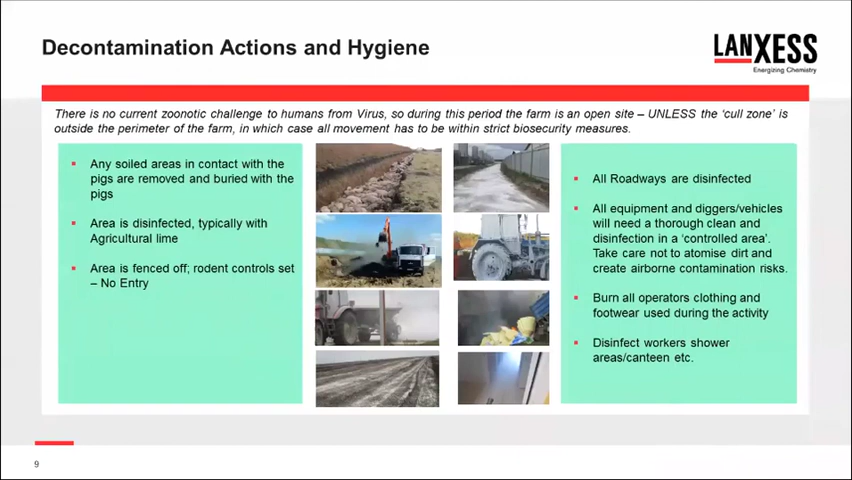 Decontamination Actions and Hygiene
LANXESS
Energizing Chemistry
There is no current zoonotic challenge to humans from Virus, so during this period the farm is an open site – UNLESS the ‘cull zone’ is
outside the perimeter of the farm, in which case all movement has to be within strict biosecurity measures.
Any soiled areas in contact with the
pigs are removed and buried with the
pigs
Area is disinfected, typically with
Agricultural lime
Area is fenced off; rodent controls set
– No Entry
All Roadways are disinfected
All equipment and diggers/vehicles
will need a thorough clean and
disinfection in a ‘controlled area’.
Take care not to atomise dirt and
create airborne contamination risks.
Burn all operators clothing and
footwear used during the activity
Disinfect workers shower
areas/canteen etc.
9